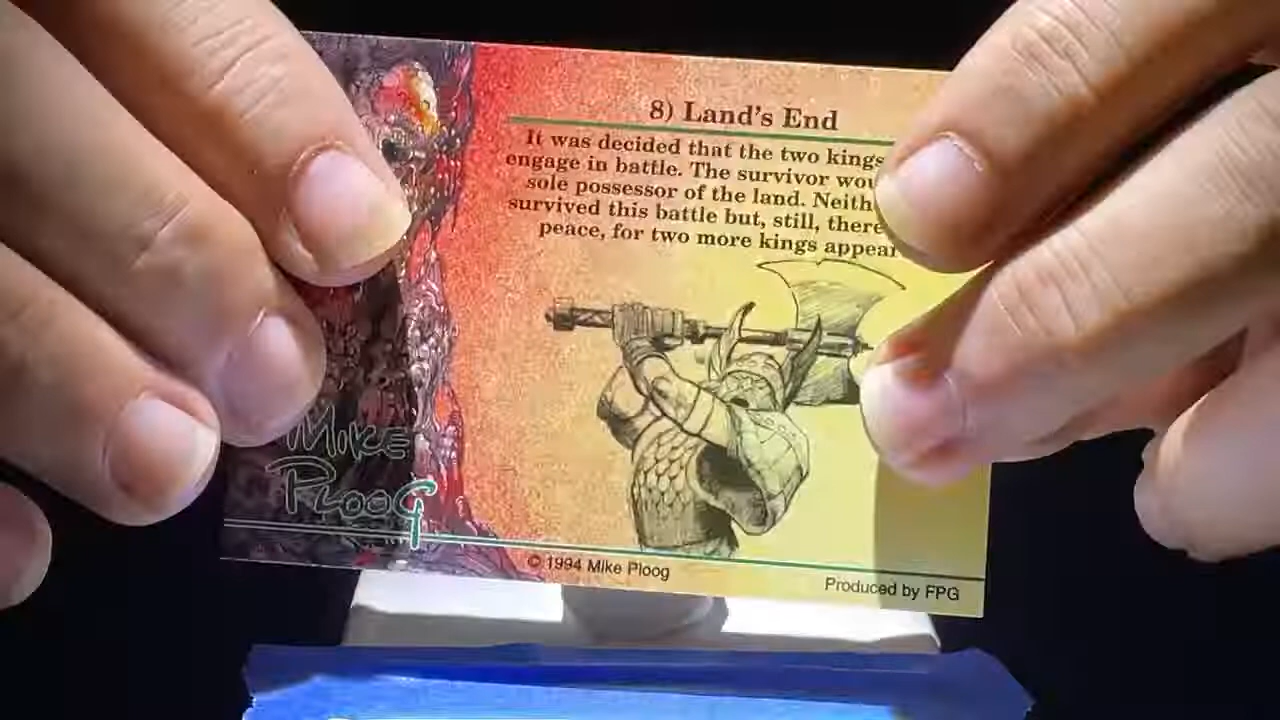 8) Land's End
It was decided that the two kings
engage in battle. The survivor
sole possessor of the land.
survived this battle but, still, there
peace, for two more kings
MIKE
PLOOG
© 1994 Mike Ploog
Produced by FPG